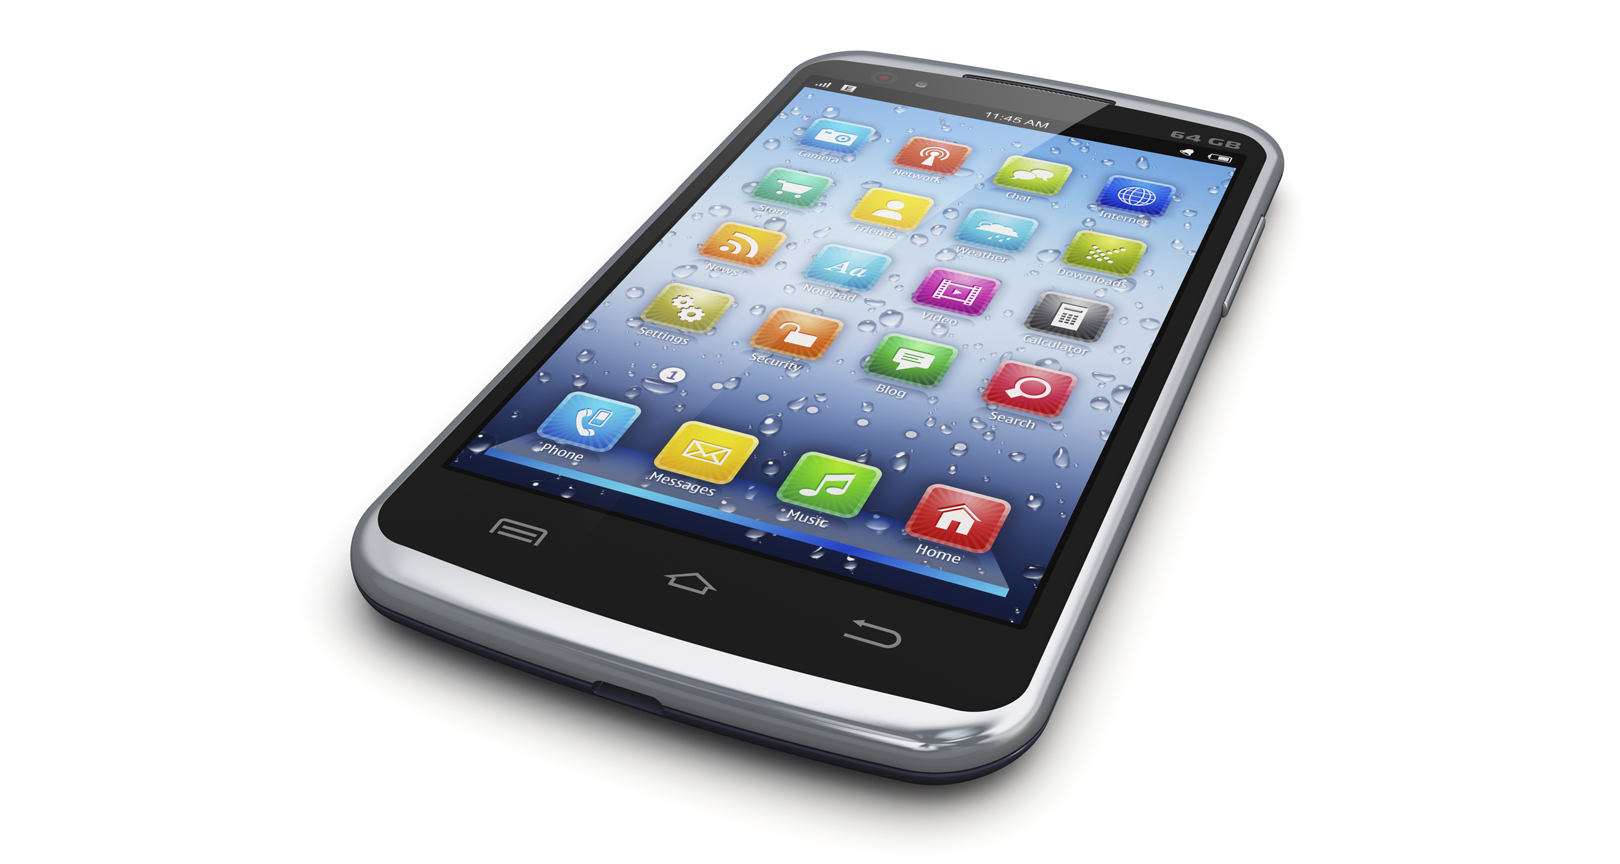 E
11:45 AM
64 GB
Camera
Network
Chat
Internet
Store
Friends
Weather
Downloads
News
Aa
Notepad
Video
Calculator
Settings
Security
Blog
Search
1
Phone
Messages
Music
Home